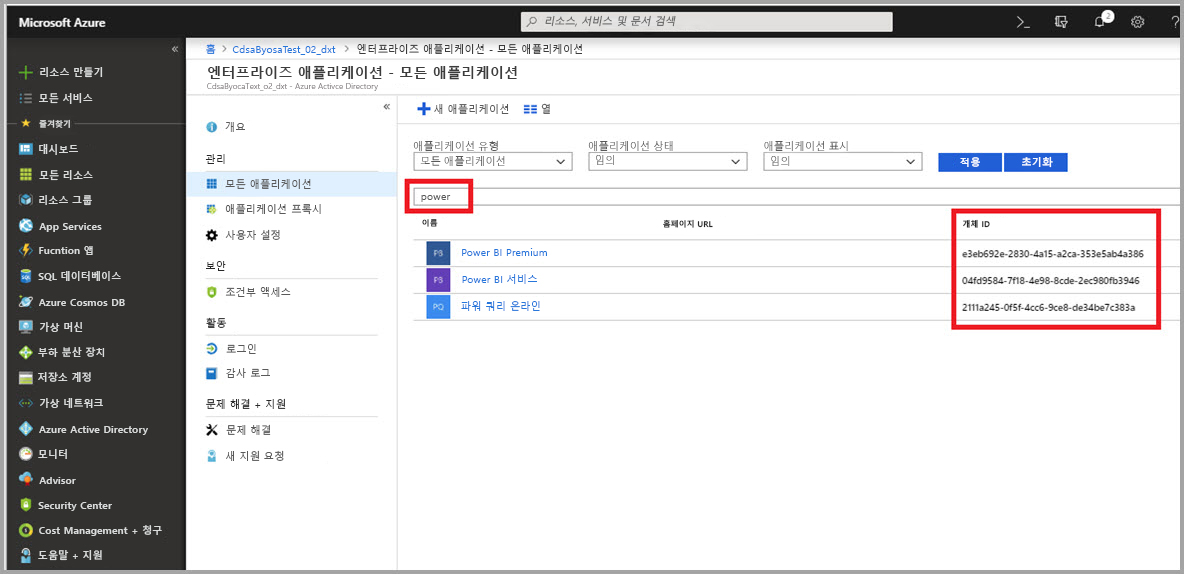 Microsoft Azure
리소스, 서비스 및 문서 검색
2
?
«
리소스 만들기
모든 서비스
즐겨찾기
대시보드
모든 리소스
리소스 그룹
App Services
Fucntion 앱
SQL 데이터베이스
Azure Cosmos DB
가상 머신
부하 분산 장치
저장소 계정
가상 네트워크
Azure Active Directory
모니터
Advisor
Security Center
Cost Management + 청구
도움말 + 지원
홈 > CdsaByosaTest_02_dxt > 엔터프라이즈 애플리케이션 - 모든 애플리케이션
엔터프라이즈 애플리케이션 - 모든 애플리케이션
CdsaByocaText_o2_dxt - Azure Activce Directory
«
개요
관리
모든 애플리케이션
애플리케이션 프록시
사용자 설정
보안
조건부 액세스
활동
로그인
감사 로그
문제 해결 + 지원
문제 해결
새 지원 요청
새 애플리케이션 열
애플리케이션 유형 애플리케이션 상태 애플리케이션 표시
모든 애플리케이션 임의 임의 적용 초기화
power
이름 홈페이지 URL 개체 ID
PB Power BI Premium e3eb692e-2830-4a15-a2ca-353e5ab4a386
PB Power BI 서비스 04fd9584-7f18-4e98-8cde-2ec980fb3946
PQ 파워 쿼리 온라인 2111a245-0f5f-4cc6-9ce8-de34be7c383a